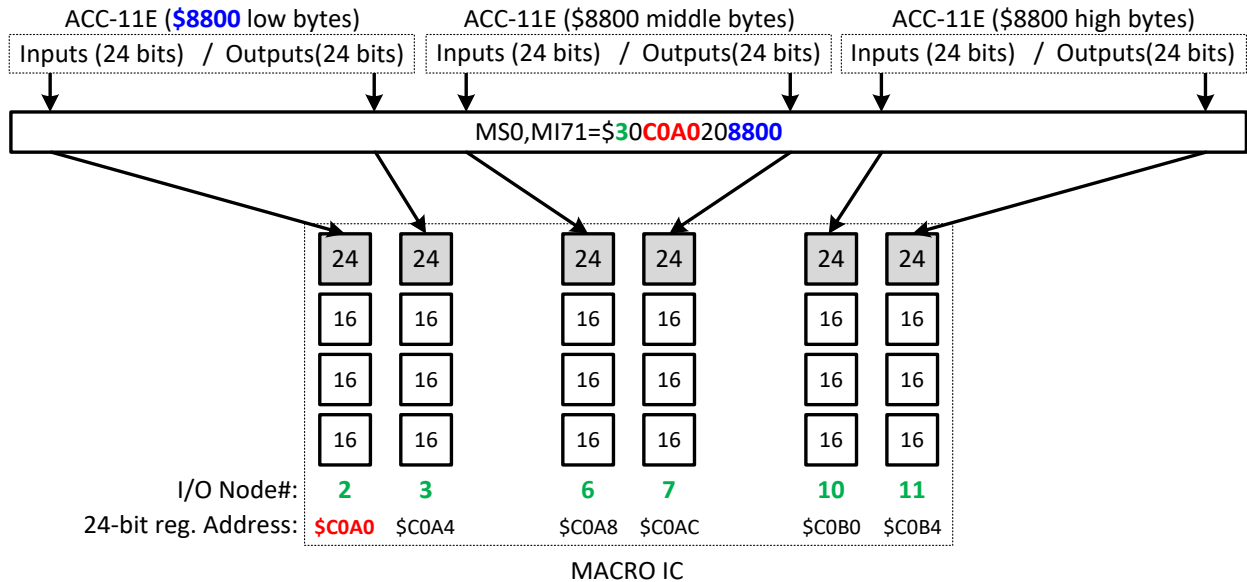 ACC-11E ($8800 low bytes) ACC-11E ($8800 middle bytes) ACC-11E ($8800 high bytes)
Inputs (24 bits) / Outputs(24 bits) Inputs (24 bits) / Outputs(24 bits) Inputs (24 bits) / Outputs(24 bits)
MS0,MI71=$30C0A0208800
24 24 24 24 24 24
16 16 16 16 16 16
16 16 16 16 16 16
16 16 16 16 16 16
I/O Node#: 2 3 6 7 10 11
24-bit reg. Address: $C0A0 $C0A4 $C0A8 $C0AC $C0B0 $C0B4
MACRO IC